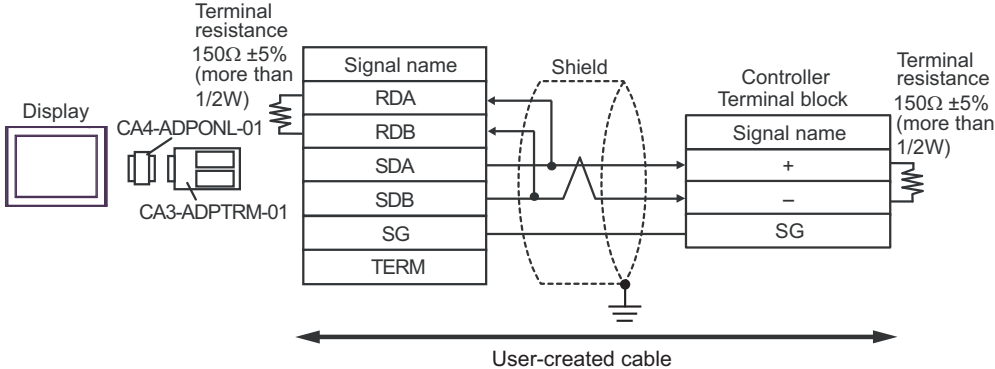 Terminal
resistance
150Ω ±5%
(more than
1/2W)
Display
CA4-ADPONL-01
CA3-ADPTRM-01
Signal name
RDA
RDB
SDA
SDB
SG
TERM
Shield
Controller
Terminal block
Signal name
+
–
SG
Terminal
resistance
150Ω ±5%
(more than
1/2W)
User-created cable